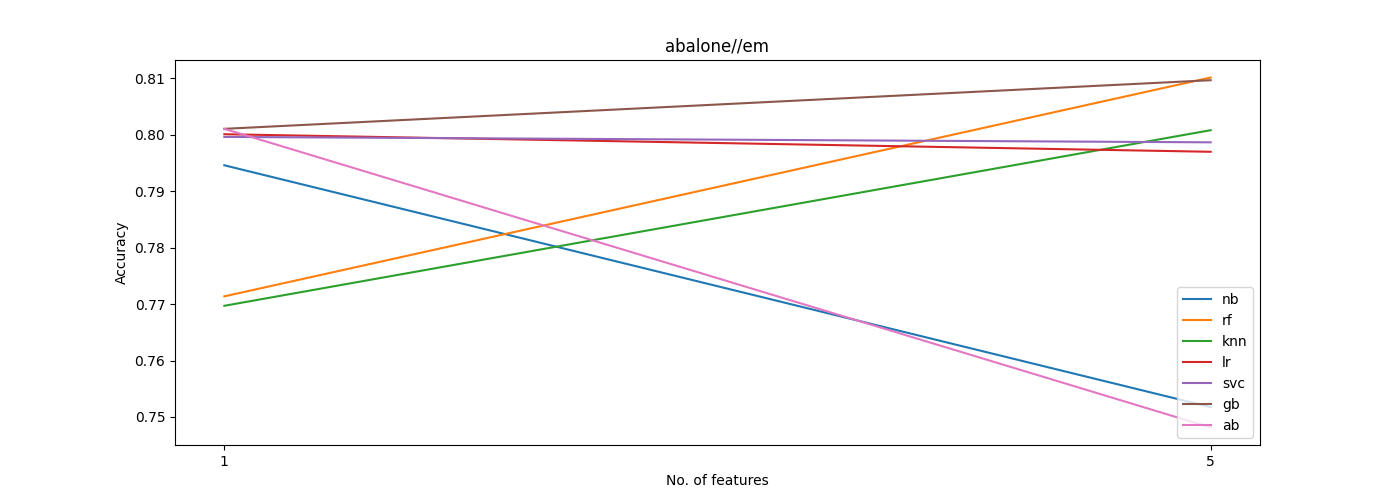 abalone//em
Accuracy
0.81
0.80
0.79
0.78
0.77
0.76
0.75
nb
rf
knn
lr
svc
gb
ab
1
5
No. of features